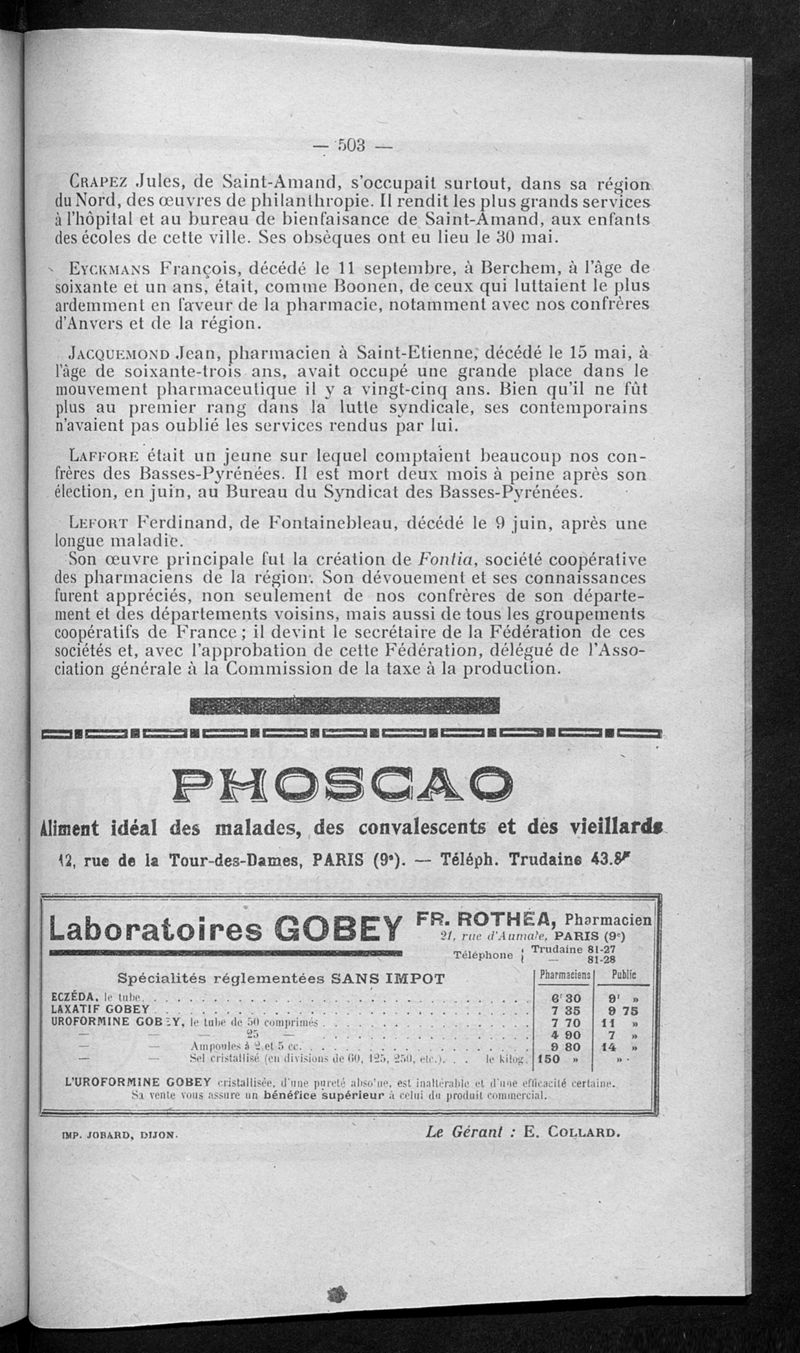 — 503 —
CRAPEZ Jules, de Saint-Amand, s'occupait surtout, dans sa région
du Nord, des œuvres de philanthropie. Il rendit les plus grands services
à l'hôpital et au bureau de bienfaisance de Saint-Amand, aux enfants
des écoles de cette ville. Ses obsèques ont eu lieu le 30 mai.
EYCKMANS François, décédé le 11 septembre, à Berchem, à l'âge de
soixante et un ans, était, comme Boonen, de ceux qui luttaient le plus
ardemment en faveur de la pharmacie, notamment avec nos confrères
d'Anvers et de la région.
JACQUEMOND Jean, pharmacien à Saint-Etienne, décédé le 15 mai, à
l'âge de soixante-trois ans, avait occupé une grande place dans le
mouvement pharmaceutique il y a vingt-cinq ans. Bien qu'il ne fût
plus au premier rang dans la lutte syndicale, ses contemporains
n'avaient pas oublié les services rendus par lui.
LAFFORE était un jeune sur lequel comptaient beaucoup nos con-
frères des Basses-Pyrénées. Il est mort deux mois à peine après son
élection, en juin, au Bureau du Syndicat des Basses-Pyrénées.
LEFORT Ferdinand, de Fontainebleau, décédé le 9 juin, après une
longue maladie.
Son œuvre principale fut la création de Fontia, société coopérative
des pharmaciens de la région. Son dévouement et ses connaissances
furent appréciés, non seulement de nos confrères de son départe-
ment et des départements voisins, mais aussi de tous les groupements
coopératifs de France ; il devint le secrétaire de la Fédération de ces
sociétés et, avec l'approbation de cette Fédération, délégué de l'Asso-
ciation générale à la Commission de la taxe à la production.
PHOSCAO
Aliment idéal des malades, des convalescents et des vieillards
12, rue de la Tour-des-Dames, PARIS (9e). — Téléph. Trudaine
Laboratoires GOBEY FR. ROTHÉA, Pharmacien
21, rue d'Aumale, PARIS (9e)
Téléphone { Trudaine 81-27
— 81-28
Spécialités réglementées SANS IMPOT Pharmaciens Public
ECZÉDA, le tube. . . . 6f 30 9f »
LAXATIF GOBEY . . . . 7 35 9 75
UROFORMINE GOBEY, le tube de 50 comprimés . . . . 7 70 11 »
— — — 25 — . . . . 4 90 7 »
— — Ampoules à 2 et 5 cc. . . . 9 80 14 »
— — Sel cristallisé (en divisions de 60, 125, 250, etc.). . . le kilog. 150 » » ·
L'UROFORMINE GOBEY cristallisée, d'une pureté absolue, est inaltérable et d'une efficacité certaine.
Sa vente vous assure un bénéfice supérieur à celui du produit commercial.
IMP. JOBARD, DIJON. Le Gérant : E. COLLARD.